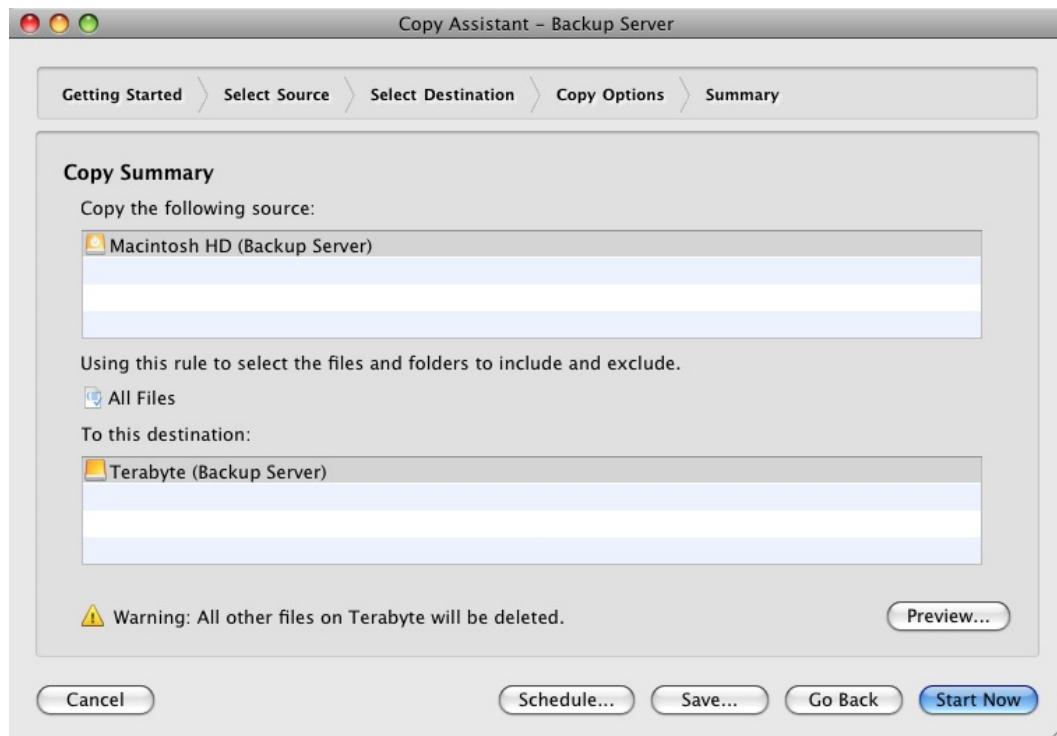 Copy Assistant – Backup Server
Getting Started Select Source Select Destination Copy Options Summary
Copy Summary
Copy the following source:
Macintosh HD (Backup Server)
Using this rule to select the files and folders to include and exclude.
All Files
To this destination:
Terabyte (Backup Server)
Warning: All other files on Terabyte will be deleted.
Preview...
Cancel Schedule... Save... Go Back Start Now